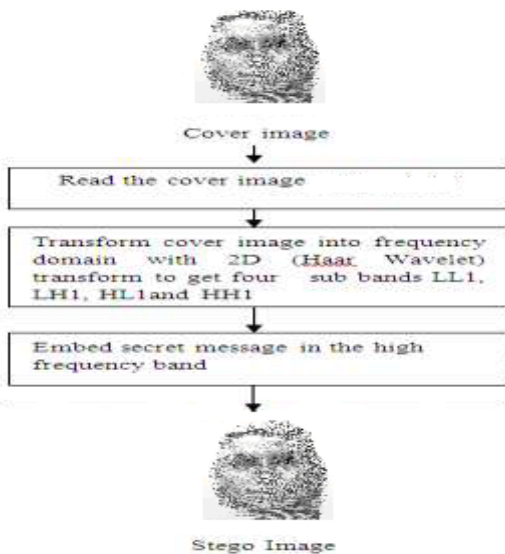 Cover image
Read the cover image
Transform cover image into frequency
domain with 2D (Haar Wavelet)
transform to get four sub bands LL1,
LH1, HL1and HH1
Embed secret message in the high
frequency band
Stego Image